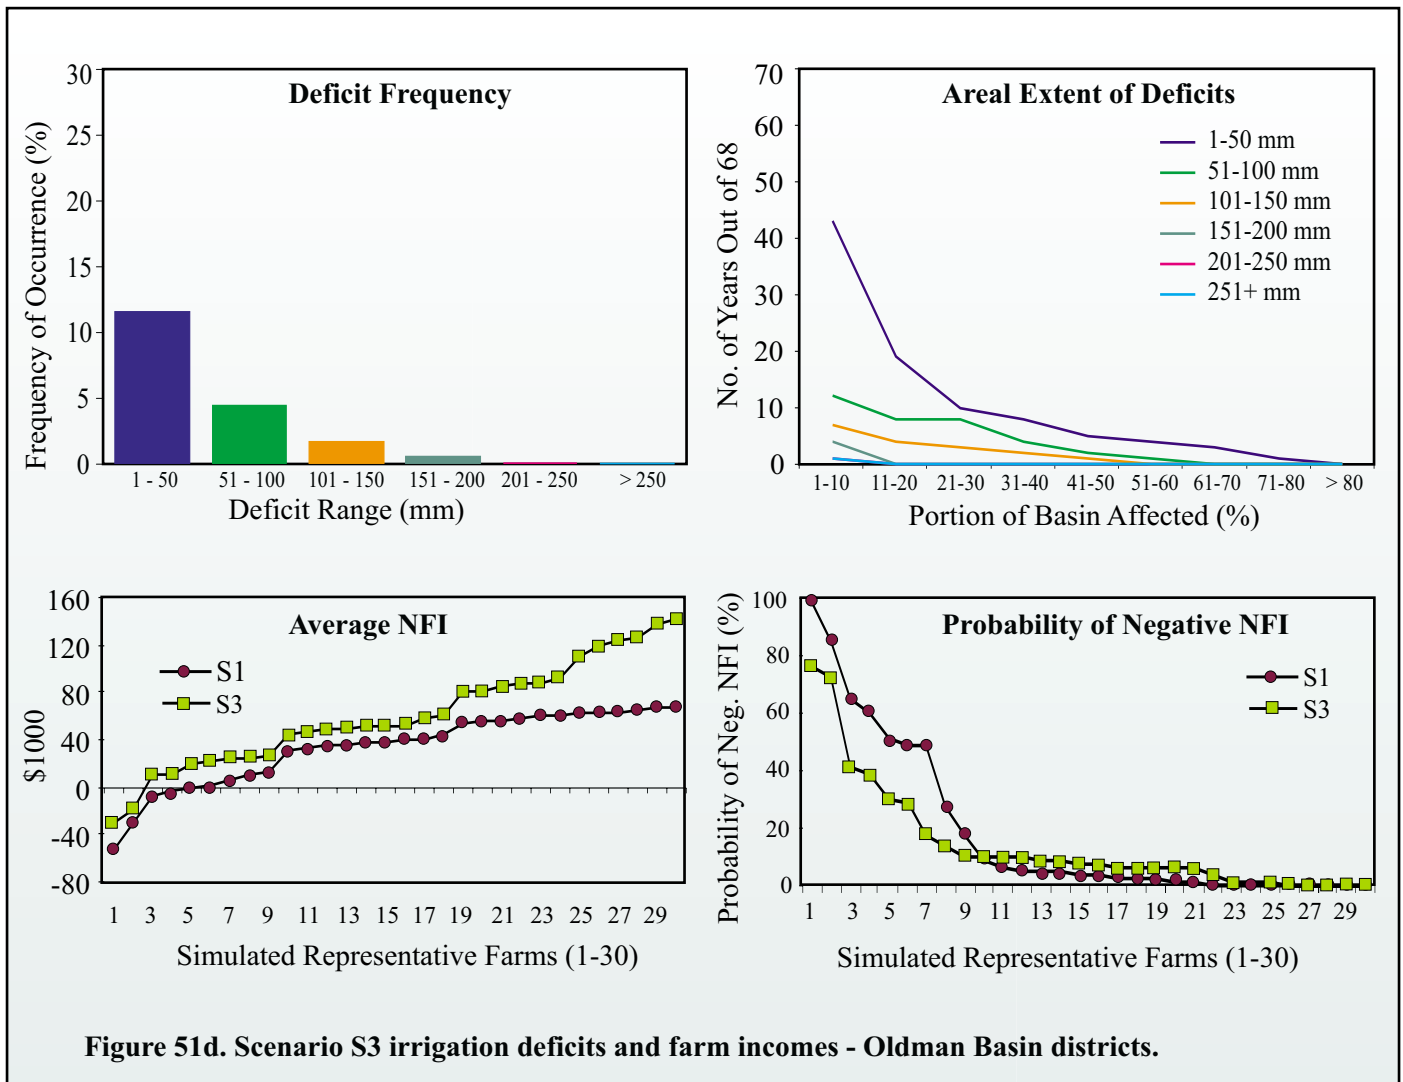 Deficit Frequency
Frequency of Occurrence (%)
30
25
20
15
10
5
0
1 - 50 51 - 100 101 - 150 151 - 200 201 - 250 > 250
Deficit Range (mm)
Areal Extent of Deficits
No. of Years Out of 68
70
60
50
40
30
20
10
0
1-50 mm
51-100 mm
101-150 mm
151-200 mm
201-250 mm
251+ mm
1-10 11-20 21-30 31-40 41-50 51-60 61-70 71-80 > 80
Portion of Basin Affected (%)
Average NFI
$1000
160
120
80
40
0
-40
-80
S1
S3
1 3 5 7 9 11 13 15 17 19 21 23 25 27 29
Simulated Representative Farms (1-30)
Probability of Negative NFI
Probability of Neg. NFI (%)
100
80
60
40
20
0
S1
S3
1 3 5 7 9 11 13 15 17 19 21 23 25 27 29
Simulated Representative Farms (1-30)
Figure 51d. Scenario S3 irrigation deficits and farm incomes - Oldman Basin districts.